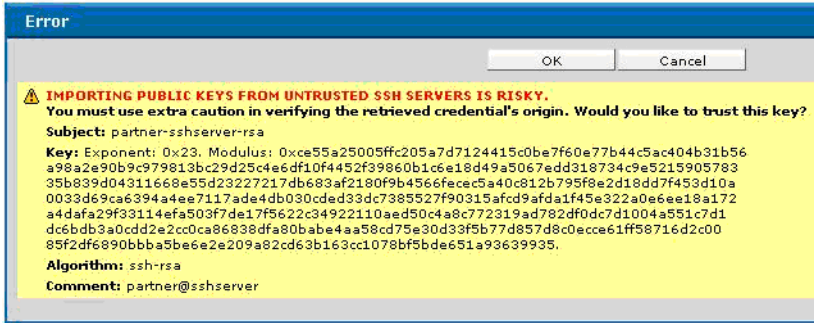 Error
OK Cancel
IMPORTING PUBLIC KEYS FROM UNTRUSTED SSH SERVERS IS RISKY.
You must use extra caution in verifying the retrieved credential's origin. Would you like to trust this key?
Subject: partner-sshserver-rsa
Key: Exponent: 0x23. Modulus: 0xce55a25005ffc205a7d7124415c0be7f60e77b44c5ac404b31b56
a98a2e90b9c979813bc29d25c4e6df10f4452f39860b1c6e18d49a5067edd318734c9e5215905783
35b839d04311668e55d23227217db683af2180f9b4566fecec5a40c812b795f8e2d18dd7f453d10a
0033d69ca6394a4ee7117ade4db030cded33dc7385527f90315afcd9afda1f45e322a0e6ee18a172
a4dafa29f33114efa503f7de17f5622c34922110aed50c4a8c772319ad782df0dc7d1004a551c7d1
dc6bdb3a0cdd2e2cc0ca86838dfa80babe4aa58cd75e30d33f5b77d857d8c0ecce61ff58716d2c00
85f2df6890bbba5be6e2e209a82cd63b163cc1078bf5bde651a93639935.
Algorithm: ssh-rsa
Comment: partner@sshserver